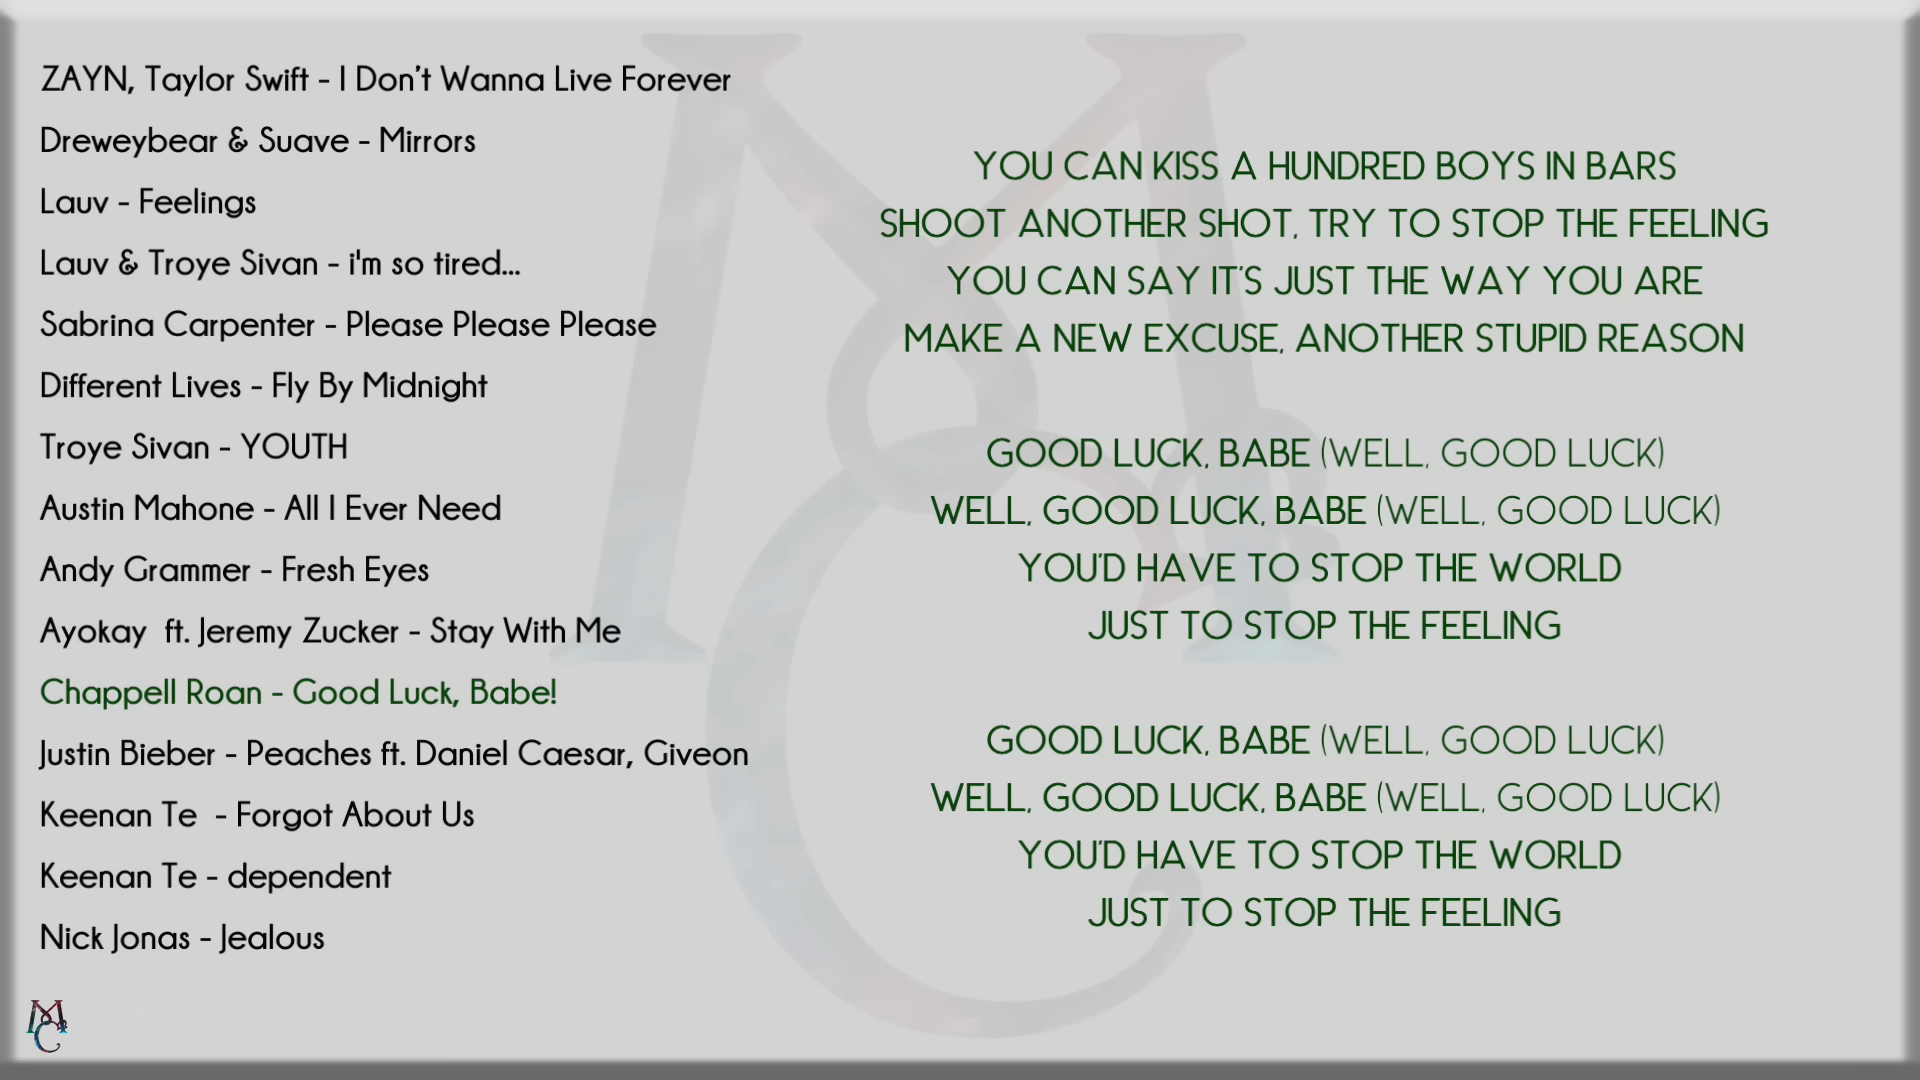 ZAYN, Taylor Swift - I Don't Wanna Live Forever
Dreweybear & Suave - Mirrors
Lauv - Feelings
Lauv & Troye Sivan - i'm so tired...
Sabrina Carpenter - Please Please Please
Different Lives - Fly By Midnight
Troye Sivan - YOUTH
Austin Mahone - All I Ever Need
Andy Grammer - Fresh Eyes
Ayokay  ft. Jeremy Zucker - Stay With Me
Chappell Roan - Good Luck, Babe!
Justin Bieber - Peaches ft. Daniel Caesar, Giveon
Keenan Te  - Forgot About Us
Keenan Te - dependent
Nick Jonas - Jealous
YOU CAN KISS A HUNDRED BOYS IN BARS
SHOOT ANOTHER SHOT, TRY TO STOP THE FEELING
YOU CAN SAY IT'S JUST THE WAY YOU ARE
MAKE A NEW EXCUSE, ANOTHER STUPID REASON
GOOD LUCK, BABE (WELL, GOOD LUCK)
WELL, GOOD LUCK, BABE (WELL, GOOD LUCK)
YOU'D HAVE TO STOP THE WORLD
JUST TO STOP THE FEELING
GOOD LUCK, BABE (WELL, GOOD LUCK)
WELL, GOOD LUCK, BABE (WELL, GOOD LUCK)
YOU'D HAVE TO STOP THE WORLD
JUST TO STOP THE FEELING
MC